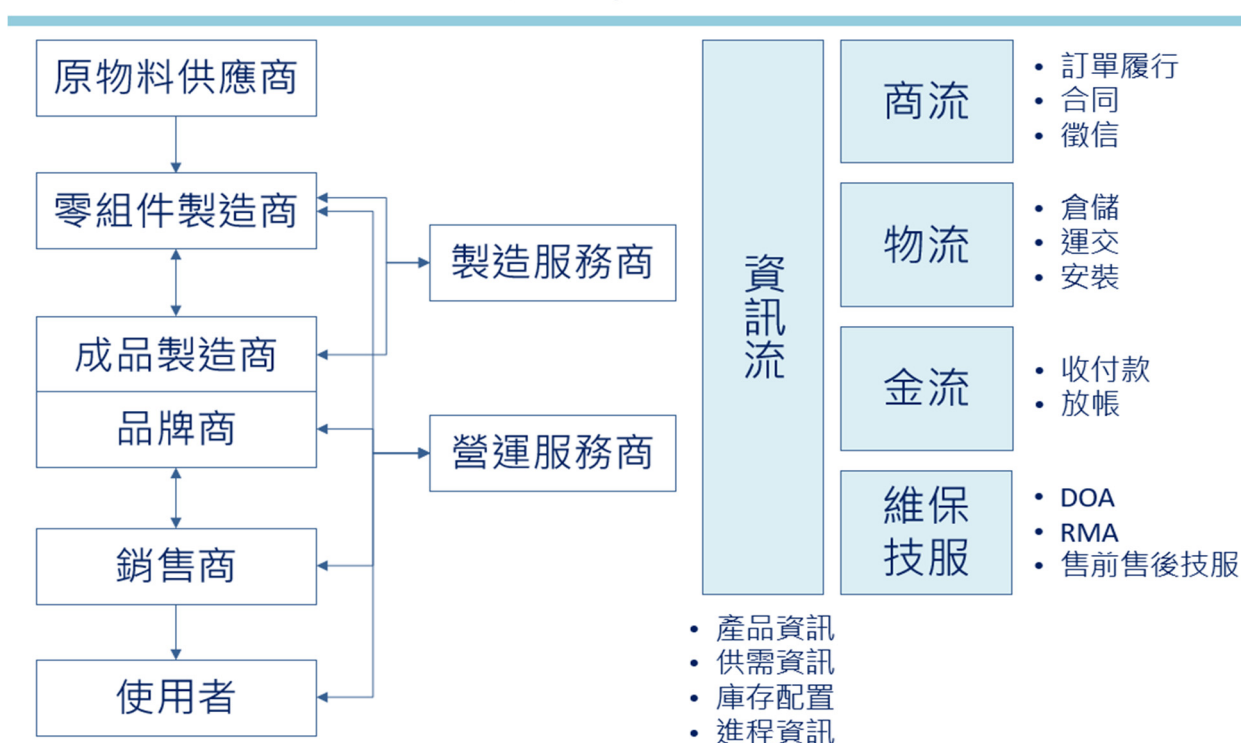 原物料供應商
零組件製造商
製造服務商
成品製造商
品牌商
營運服務商
銷售商
使用者
資訊流
• 產品資訊
• 供需資訊
• 庫存配置
• 進程資訊
商流
• 訂單履行
• 合同
• 徵信
物流
• 倉儲
• 運交
• 安裝
金流
• 收付款
• 放帳
維保
技服
• DOA
• RMA
• 售前售後技服